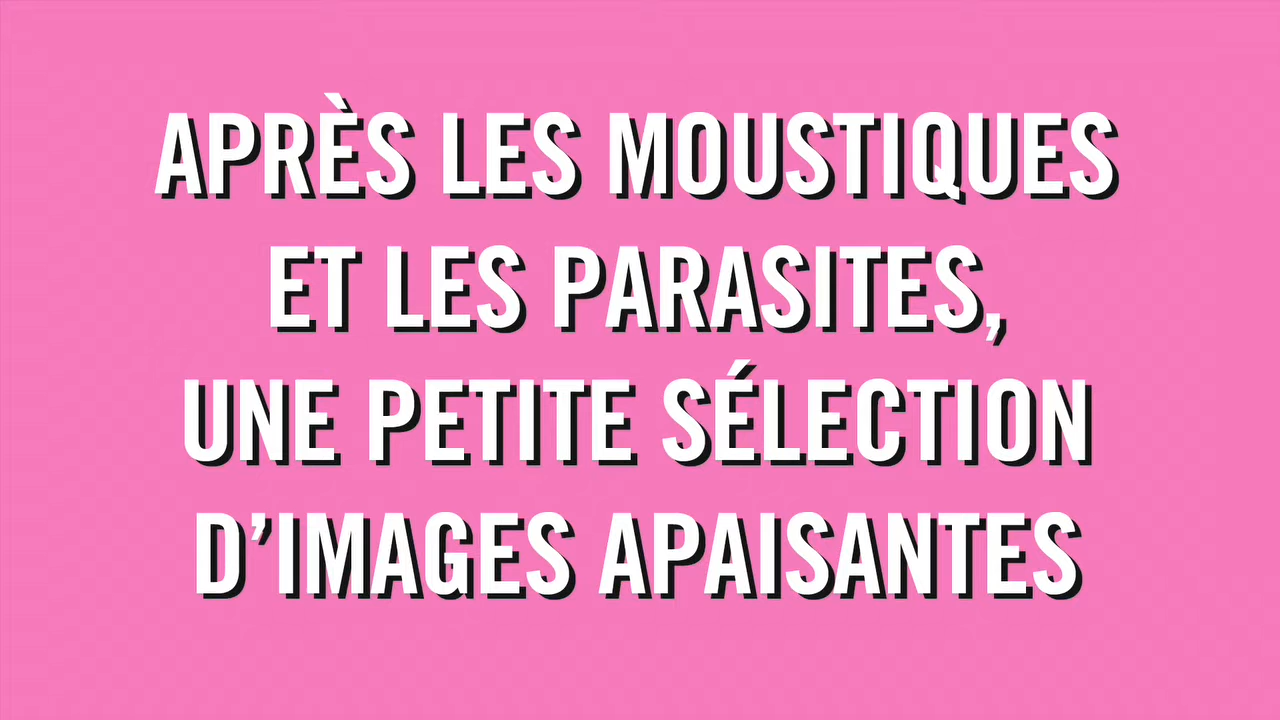 APRÈS LES MOUSTIQUES
ET LES PARASITES,
UNE PETITE SÉLECTION
D’IMAGES APAISANTES